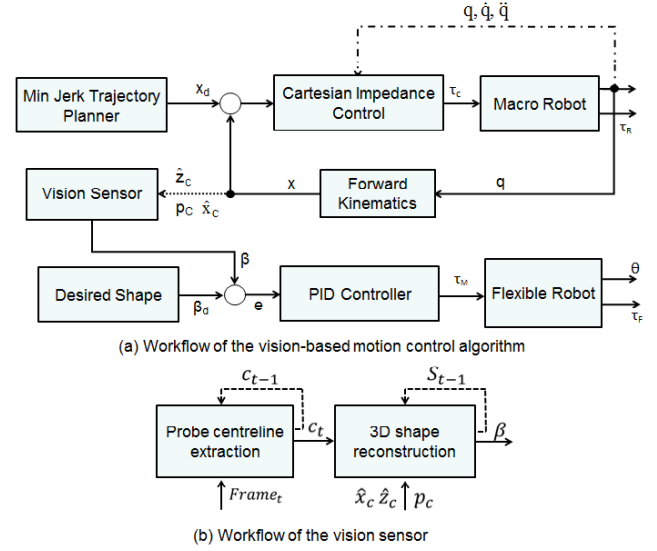 q, q̇, q̈
Min Jerk Trajectory Planner
x_d
Cartesian Impedance Control
τ_c
Macro Robot
τ_R
Vision Sensor
ẑ_c
p_c x̂_c
x
Forward Kinematics
q
β
Desired Shape
β_d
e
PID Controller
τ_M
Flexible Robot
θ
τ_F
(a) Workflow of the vision-based motion control algorithm
c_{t-1}
S_{t-1}
Probe centreline extraction
c_t
3D shape reconstruction
β
Frame_t
x̂_c ẑ_c p_c
(b) Workflow of the vision sensor